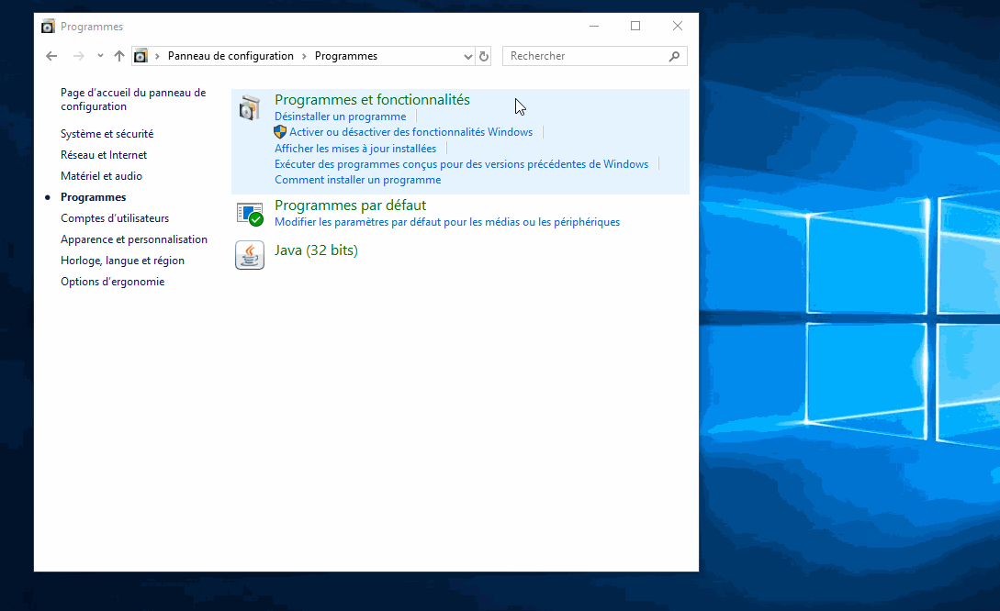 Programmes
Panneau de configuration Programmes
Rechercher
Page d'accueil du panneau de
configuration
Système et sécurité
Réseau et Internet
Matériel et audio
Programmes
Comptes d'utilisateurs
Apparence et personnalisation
Horloge, langue et région
Options d'ergonomie
Programmes et fonctionnalités
Désinstaller un programme
Activer ou désactiver des fonctionnalités Windows
Afficher les mises à jour installées
Exécuter des programmes conçus pour des versions précédentes de Windows
Comment installer un programme
Programmes par défaut
Modifier les paramètres par défaut pour les médias ou les périphériques
Java (32 bits)